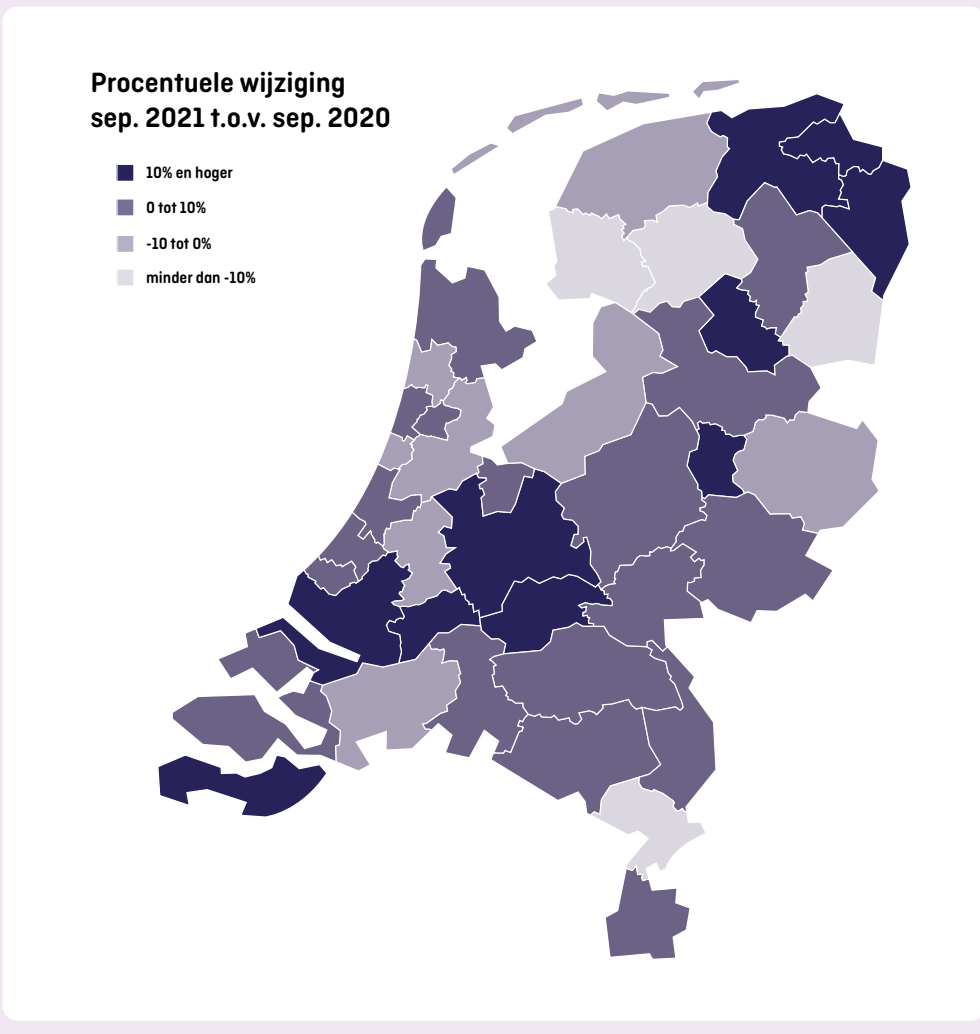 Procentuele wijziging
sep. 2021 t.o.v. sep. 2020
10% en hoger
0 tot 10%
-10 tot 0%
minder dan -10%